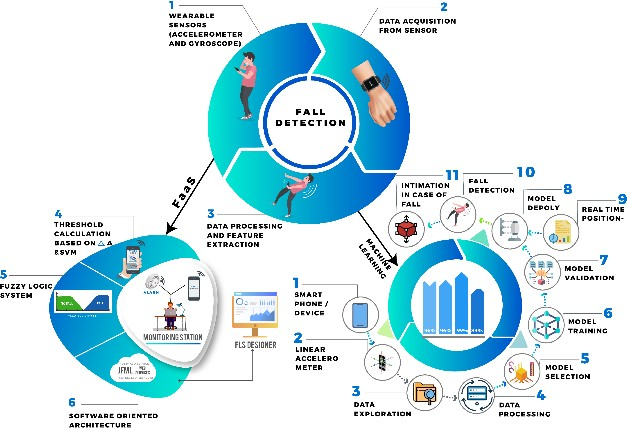 1
WEARABLE
SENSORS
(ACCELEROMETER
AND GYROSCOPE)
2
DATA ACQUISITION
FROM SENSOR
FALL
DETECTION
3
DATA PROCESSING
AND FEATURE
EXTRACTION
FaaS
MACHINE
LEARNING
4
THRESHOLD
CALCULATION
BASED ON △ A
&SVM
5
FUZZY LOGIC
SYSTEM
ALARM
MONITORING STATION
FLS DESIGNER
JFML
6
SOFTWARE ORIENTED
ARCHITECTURE
1
SMART
PHONE /
DEVICE
2
LINEAR
ACCELERO
METER
3
DATA
EXPLORATION
4
DATA
PROCESSING
5
MODEL
SELECTION
6
MODEL
TRAINING
7
MODEL
VALIDATION
8
MODEL
DEPOLY
9
REAL TIME
POSITION-
10
FALL
DETECTION
11
INTIMATION
IN CASE OF
FALL